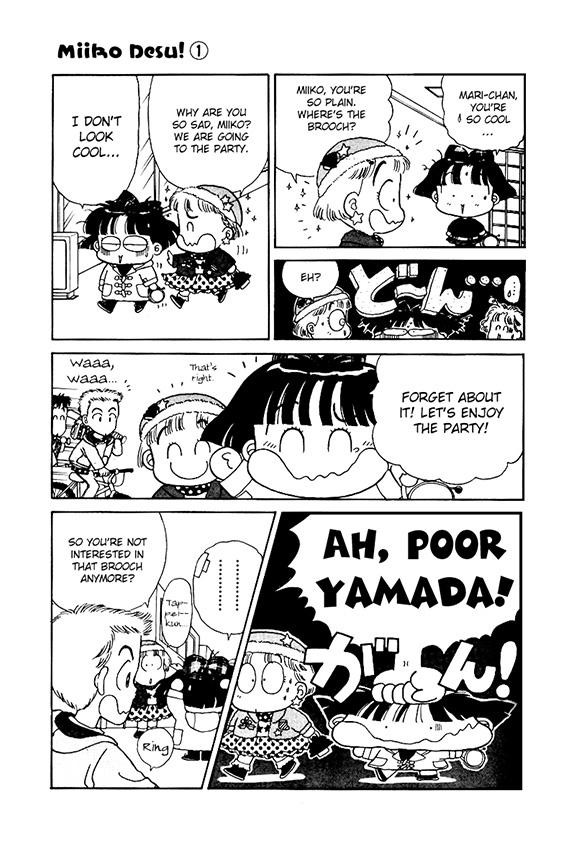 Miiko Desu! ①
MARI-CHAN,
YOU'RE
SO COOL
...
MIIKO, YOU'RE
SO PLAIN.
WHERE'S THE
BROOCH?
ど〜ん……
EH?
WHY ARE YOU
SO SAD, MIIKO?
WE ARE GOING
TO THE PARTY.
I DON'T
LOOK
COOL...
FORGET ABOUT
IT! LET'S ENJOY
THE PARTY!
That's
right.
Waaa,
waaa...
AH, POOR
YAMADA!
がーん!
Tap-
pei-
kun...
SO YOU'RE NOT
INTERESTED IN
THAT BROOCH
ANYMORE?
Ring